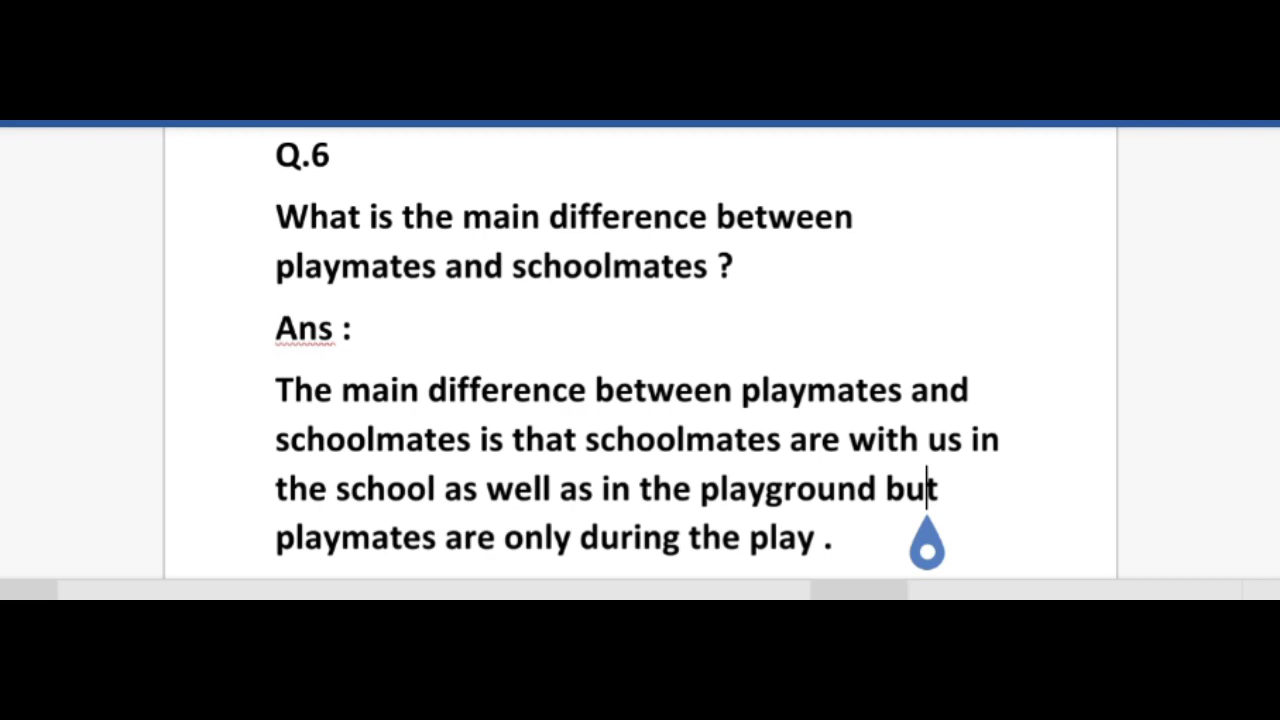 Q.6
What is the main difference between
playmates and schoolmates ?
Ans :
The main difference between playmates and
schoolmates is that schoolmates are with us in
the school as well as in the playground but
playmates are only during the play .